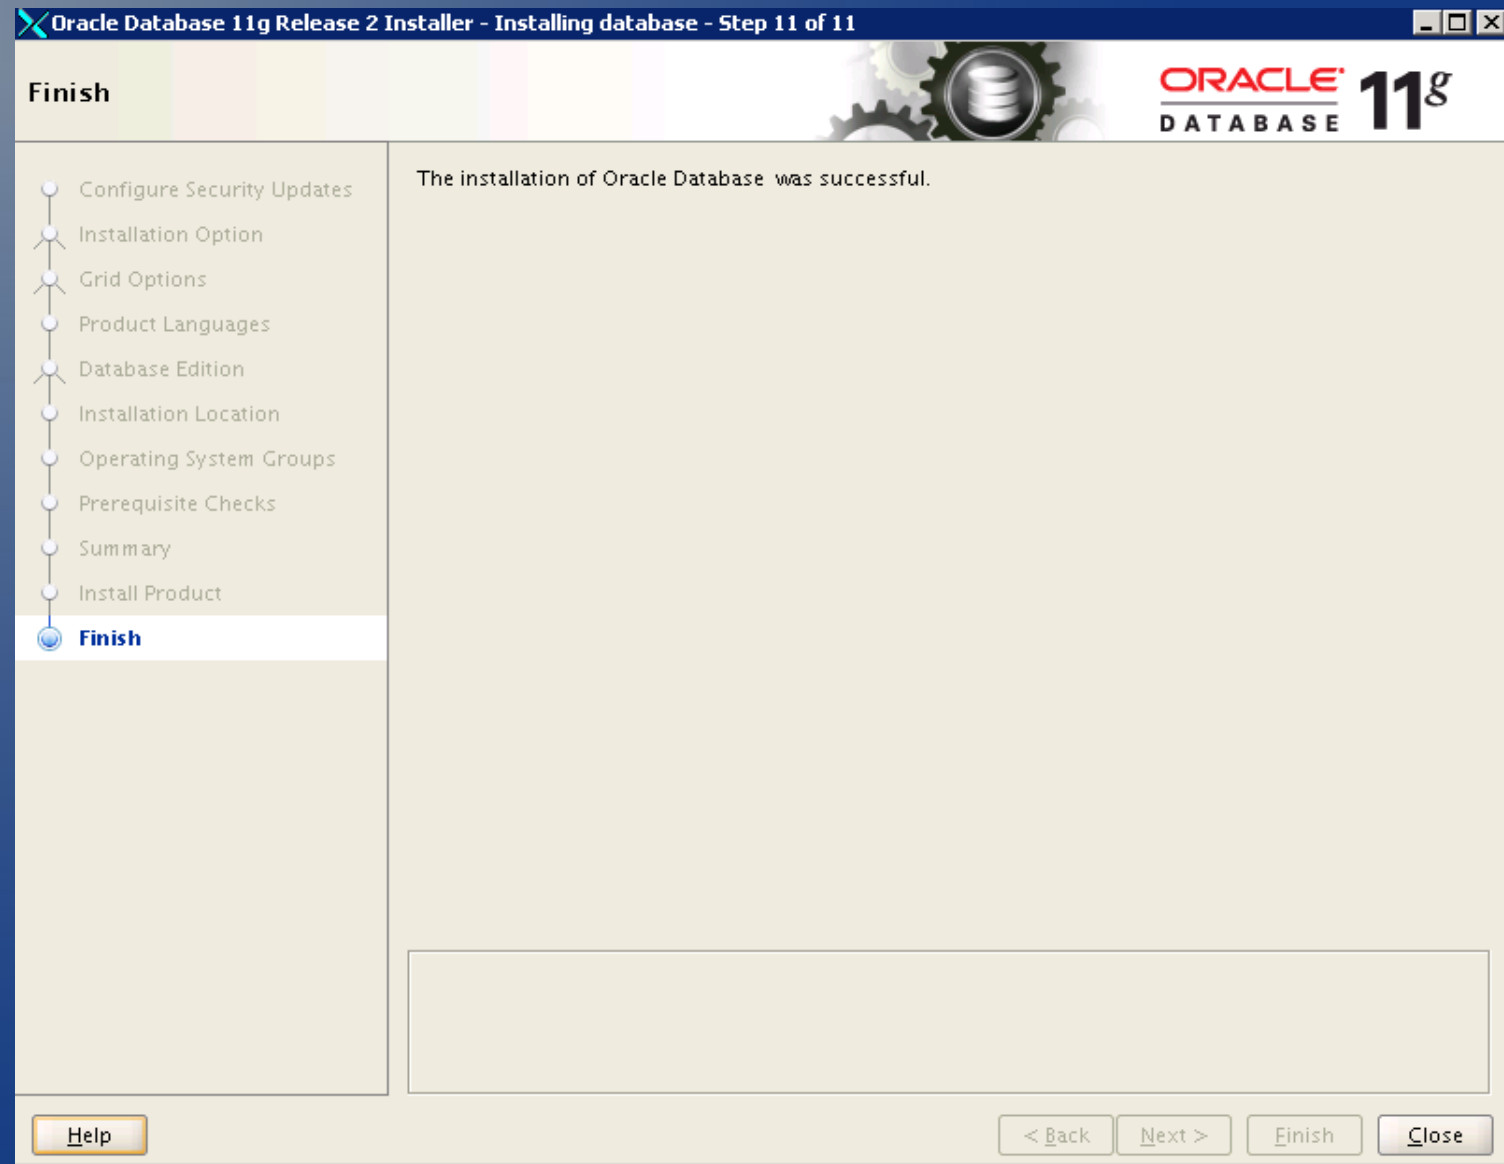 Oracle Database 11g Release 2 Installer - Installing database - Step 11 of 11
Finish
ORACLE
DATABASE
11g
Configure Security Updates
Installation Option
Grid Options
Product Languages
Database Edition
Installation Location
Operating System Groups
Prerequisite Checks
Summary
Install Product
Finish
The installation of Oracle Database was successful.
Help
< Back
Next >
Finish
Close